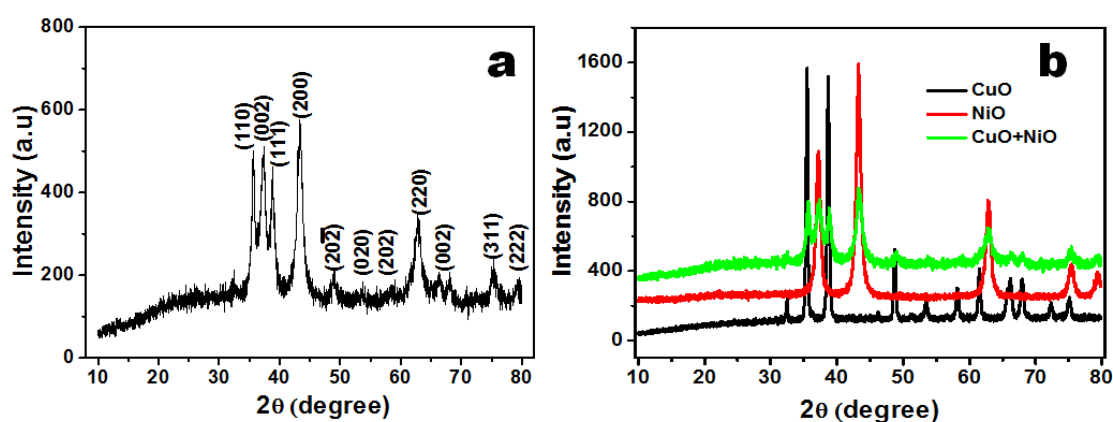 a
800
600
400
200
0
Intensity (a.u)
(110)
(002)
(111)
(200)
(202̅)
(020)
(202)
(220)
(002)
(311)
(222)
10 20 30 40 50 60 70 80
2θ (degree)
b
1600
1200
800
400
0
Intensity (a.u)
CuO
NiO
CuO+NiO
10 20 30 40 50 60 70 80
2θ (degree)